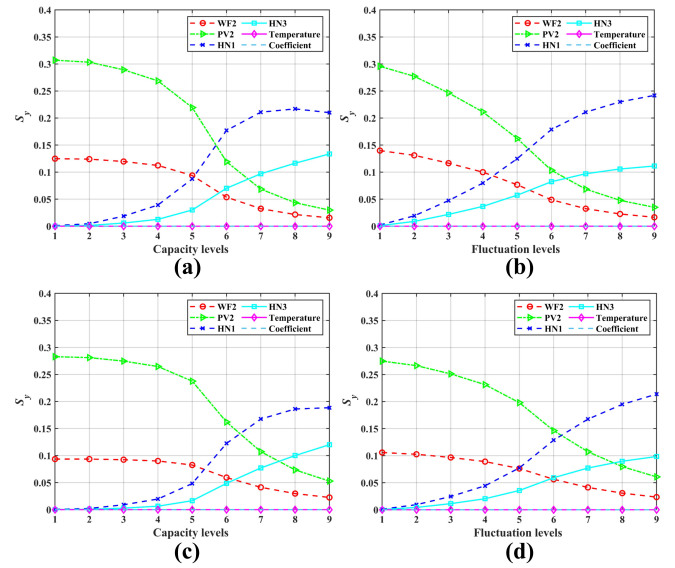 0.4
0.35
0.3
0.25
0.2
0.15
0.1
0.05
0
S_y
WF2
PV2
HN1
HN3
Temperature
Coefficient
1 2 3 4 5 6 7 8 9
Capacity levels
(a)
0.4
0.35
0.3
0.25
0.2
0.15
0.1
0.05
0
S_y
WF2
PV2
HN1
HN3
Temperature
Coefficient
1 2 3 4 5 6 7 8 9
Fluctuation levels
(b)
0.4
0.35
0.3
0.25
0.2
0.15
0.1
0.05
0
S_y
WF2
PV2
HN1
HN3
Temperature
Coefficient
1 2 3 4 5 6 7 8 9
Capacity levels
(c)
0.4
0.35
0.3
0.25
0.2
0.15
0.1
0.05
0
S_y
WF2
PV2
HN1
HN3
Temperature
Coefficient
1 2 3 4 5 6 7 8 9
Fluctuation levels
(d)